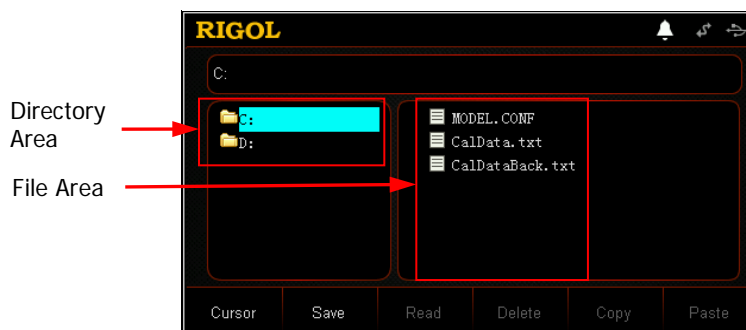 RIGOL
C:
Directory
Area
C:
D:
MODEL.CONF
CalData.txt
CalDataBack.txt
File Area
Cursor Save Read Delete Copy Paste